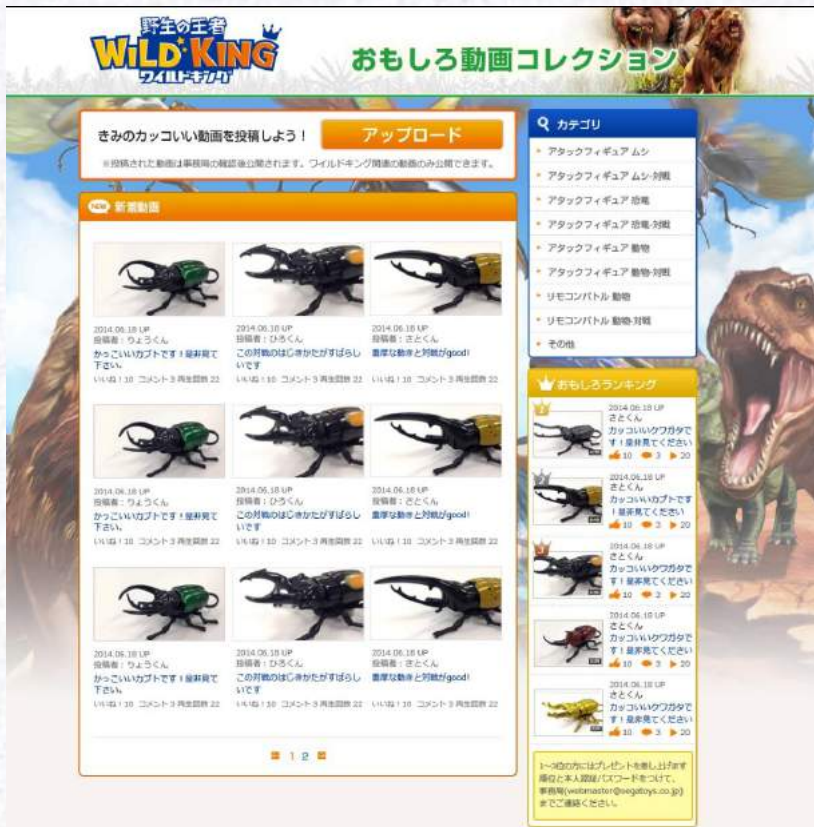 野生の王者
WiLD KING
ワイルドキング
おもしろ動画コレクション
きみのカッコいい動画を投稿しよう！
アップロード
※投稿された動画は事務局の確認後公開されます。ワイルドキング関連の動画のみ公開できます。
NEW 新着動画
2014.06.18 UP
投稿者：りょうくん
かっこいいカブトです！是非見て
下さい。
いいね！10 コメント 3 再生回数 22
2014.06.18 UP
投稿者：ひろくん
この対戦のはじきかたがすばらし
いです
いいね！10 コメント 3 再生回数 22
2014.06.18 UP
投稿者：さとくん
重厚な動きと対戦がgood!
いいね！10 コメント 3 再生回数 22
2014.06.18 UP
投稿者：りょうくん
かっこいいカブトです！是非見て
下さい。
いいね！10 コメント 3 再生回数 22
2014.06.18 UP
投稿者：ひろくん
この対戦のはじきかたがすばらし
いです
いいね！10 コメント 3 再生回数 22
2014.06.18 UP
投稿者：さとくん
重厚な動きと対戦がgood!
いいね！10 コメント 3 再生回数 22
2014.06.18 UP
投稿者：りょうくん
かっこいいカブトです！是非見て
下さい。
いいね！10 コメント 3 再生回数 22
2014.06.18 UP
投稿者：ひろくん
この対戦のはじきかたがすばらし
いです
いいね！10 コメント 3 再生回数 22
2014.06.18 UP
投稿者：さとくん
重厚な動きと対戦がgood!
いいね！10 コメント 3 再生回数 22
1 2
カテゴリ
アタックフィギュア ムシ
アタックフィギュア ムシ-対戦
アタックフィギュア 恐竜
アタックフィギュア 恐竜-対戦
アタックフィギュア 動物
アタックフィギュア 動物-対戦
リモコンバトル 動物
リモコンバトル 動物-対戦
その他
おもしろランキング
1
2014.06.18 UP
さとくん
カッコいいクワガタで
す！是非見てください
10 3 20
2
2014.06.18 UP
さとくん
カッコいいカブトです
！是非見てください
10 3 20
3
2014.06.18 UP
さとくん
カッコいいクワガタで
す！是非見てください
10 3 20
2014.06.18 UP
さとくん
カッコいいクワガタで
す！是非見てください
10 3 20
2014.06.18 UP
さとくん
カッコいいクワガタで
す！是非見てください
10 3 20
1～3位の方にはプレゼントを差し上げます
順位と本人認証パスワードをつけて、
事務局(webmaster@segatoys.co.jp)
までご連絡ください。